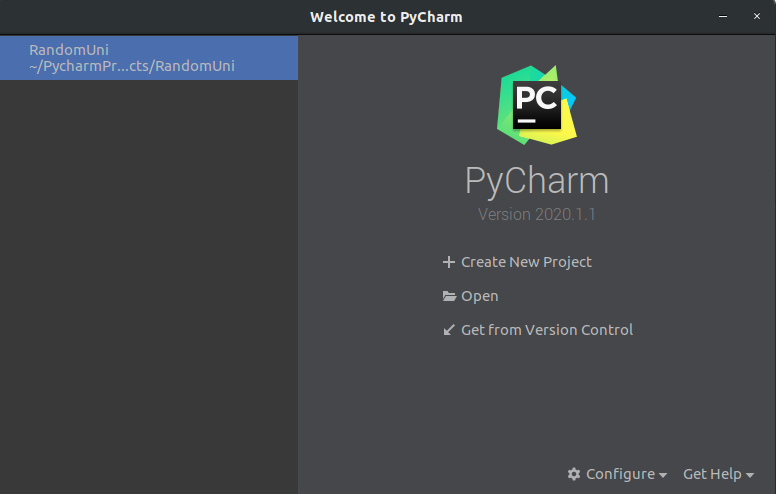 Welcome to PyCharm
RandomUni
~/PycharmPr...cts/RandomUni
PC
PyCharm
Version 2020.1.1
Create New Project
Open
Get from Version Control
Configure
Get Help